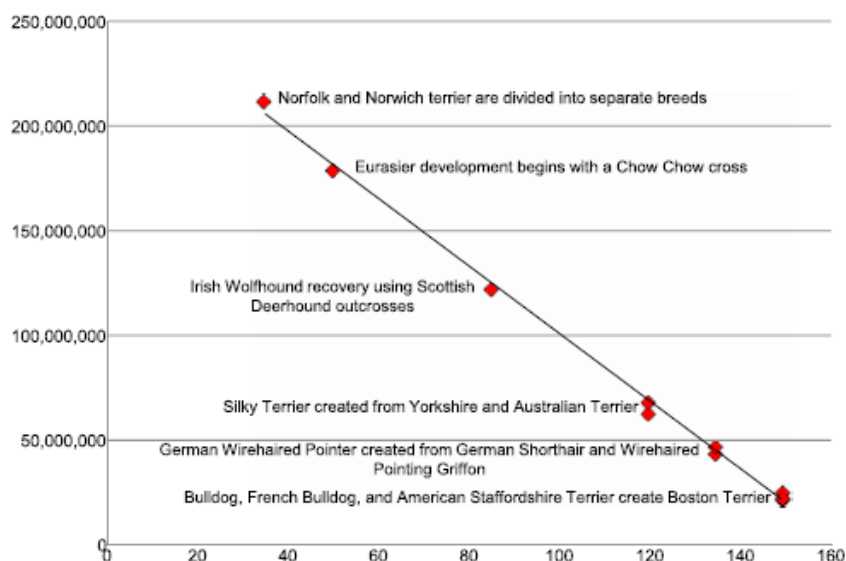 250,000,000
Norfolk and Norwich terrier are divided into separate breeds
200,000,000
Eurasier development begins with a Chow Chow cross
150,000,000
Irish Wolfhound recovery using Scottish
Deerhound outcrosses
100,000,000
Silky Terrier created from Yorkshire and Australian Terrier
50,000,000
German Wirehaired Pointer created from German Shorthair and Wirehaired
Pointing Griffon
Bulldog, French Bulldog, and American Staffordshire Terrier create Boston Terrier
0
0 20 40 60 80 100 120 140 160